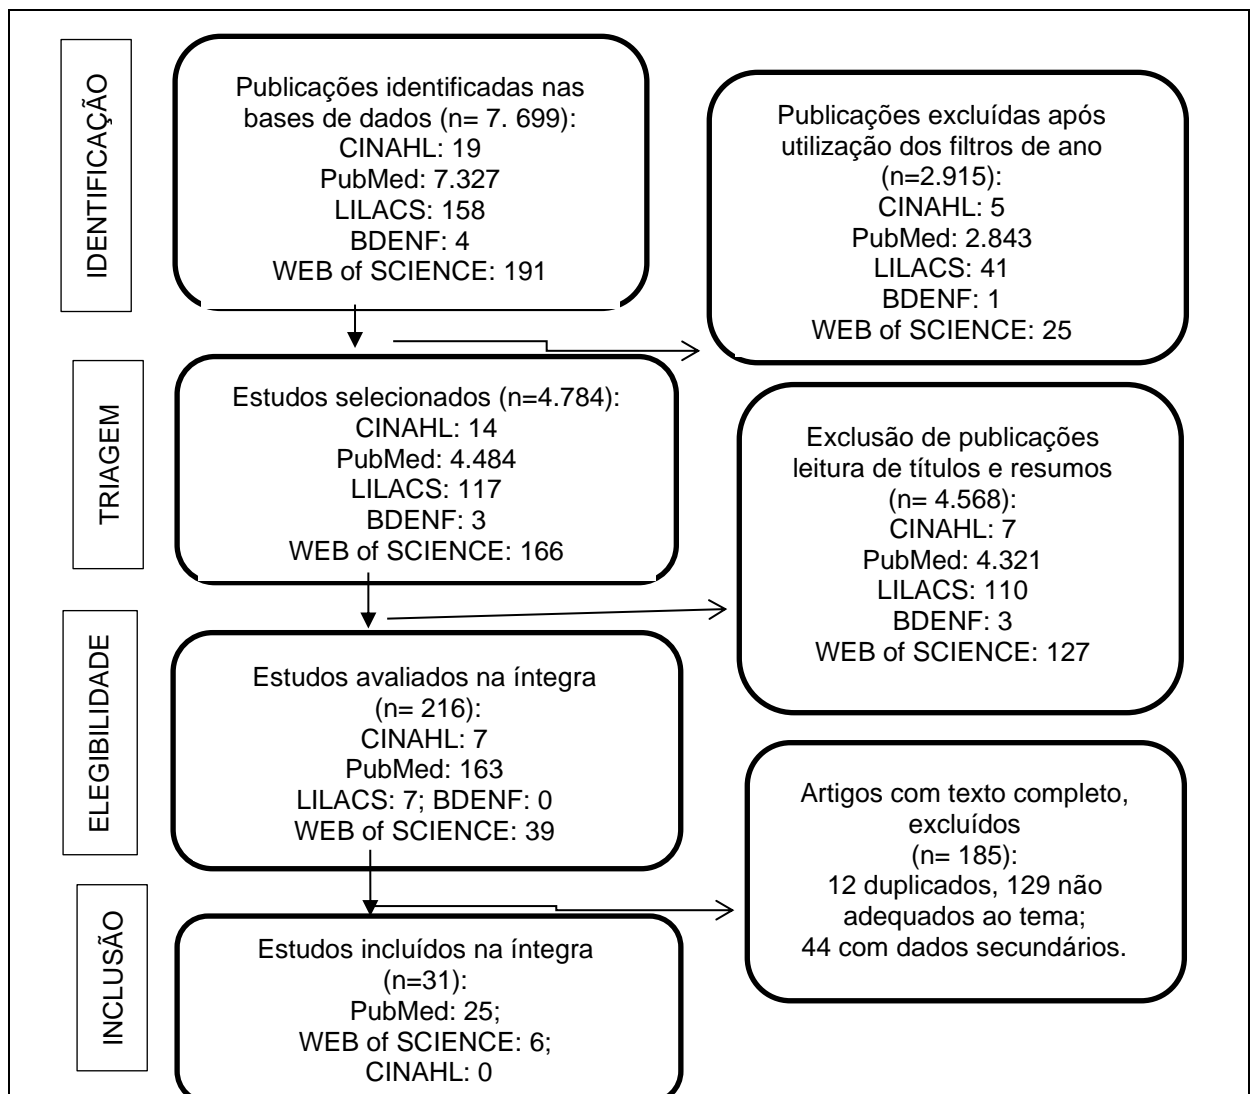 IDENTIFICAÇÃO
Publicações identificadas nas
bases de dados (n= 7. 699):
CINAHL: 19
PubMed: 7.327
LILACS: 158
BDENF: 4
WEB of SCIENCE: 191
Publicações excluídas após
utilização dos filtros de ano
(n=2.915):
CINAHL: 5
PubMed: 2.843
LILACS: 41
BDENF: 1
WEB of SCIENCE: 25
TRIAGEM
Estudos selecionados (n=4.784):
CINAHL: 14
PubMed: 4.484
LILACS: 117
BDENF: 3
WEB of SCIENCE: 166
Exclusão de publicações
leitura de títulos e resumos
(n= 4.568):
CINAHL: 7
PubMed: 4.321
LILACS: 110
BDENF: 3
WEB of SCIENCE: 127
ELEGIBILIDADE
Estudos avaliados na íntegra
(n= 216):
CINAHL: 7
PubMed: 163
LILACS: 7; BDENF: 0
WEB of SCIENCE: 39
Artigos com texto completo,
excluídos
(n= 185):
12 duplicados, 129 não
adequados ao tema;
44 com dados secundários.
INCLUSÃO
Estudos incluídos na íntegra
(n=31):
PubMed: 25;
WEB of SCIENCE: 6;
CINAHL: 0